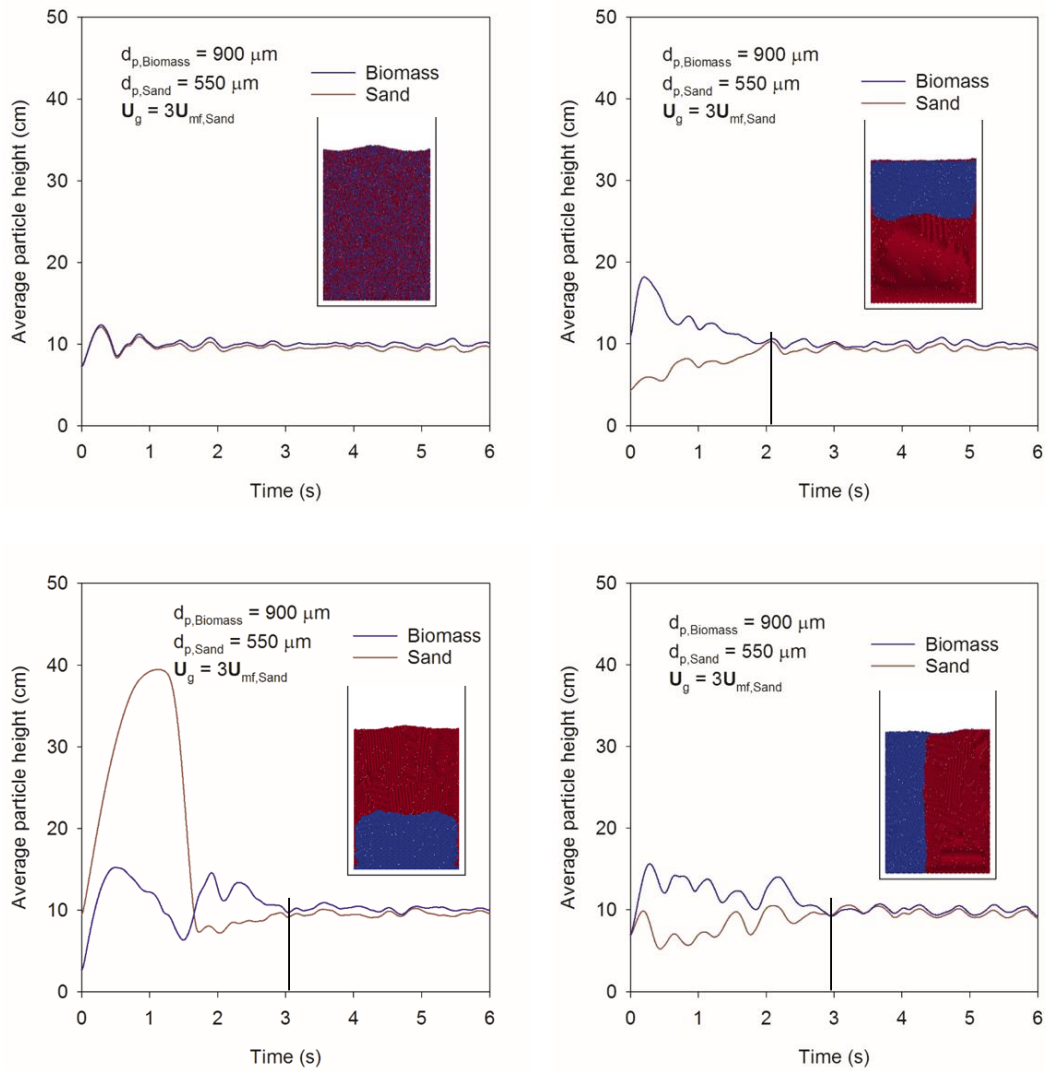 50
40
30
20
10
0
Average particle height (cm)
d_p,Biomass = 900 μm
d_p,Sand = 550 μm
U_g = 3U_mf,Sand
Biomass
Sand
0 1 2 3 4 5 6
Time (s)
50
40
30
20
10
0
Average particle height (cm)
d_p,Biomass = 900 μm
d_p,Sand = 550 μm
U_g = 3U_mf,Sand
Biomass
Sand
0 1 2 3 4 5 6
Time (s)
50
40
30
20
10
0
Average particle height (cm)
d_p,Biomass = 900 μm
d_p,Sand = 550 μm
U_g = 3U_mf,Sand
Biomass
Sand
0 1 2 3 4 5 6
Time (s)
50
40
30
20
10
0
Average particle height (cm)
d_p,Biomass = 900 μm
d_p,Sand = 550 μm
U_g = 3U_mf,Sand
Biomass
Sand
0 1 2 3 4 5 6
Time (s)